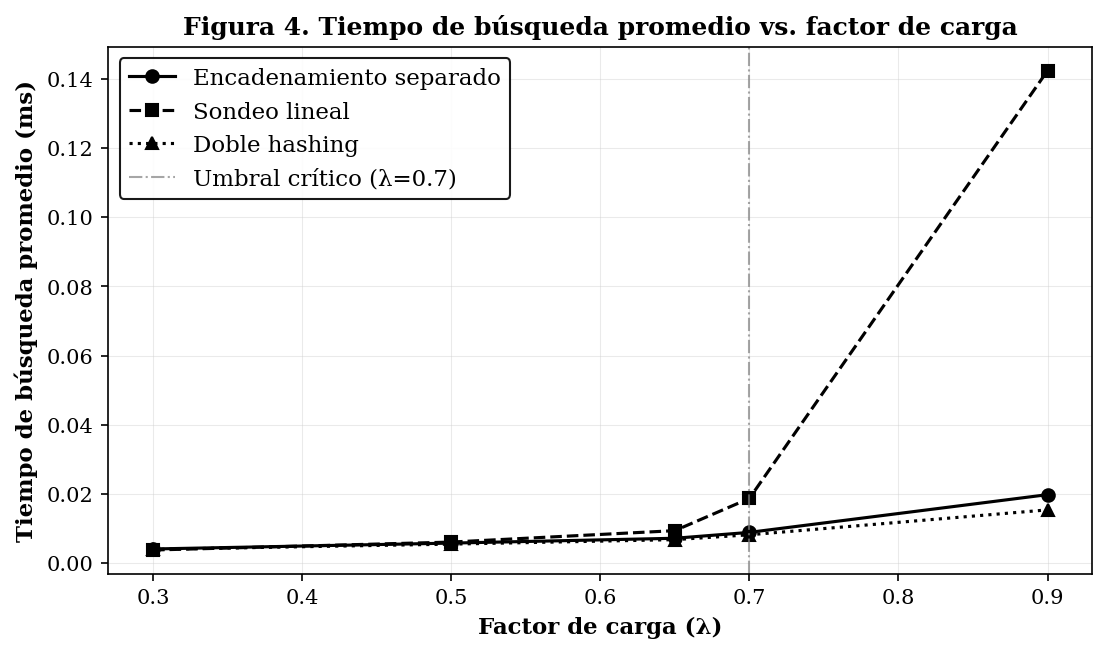 Figura 4. Tiempo de búsqueda promedio vs. factor de carga
Tiempo de búsqueda promedio (ms)
0.14
0.12
0.10
0.08
0.06
0.04
0.02
0.00
Encadenamiento separado
Sondeo lineal
Doble hashing
Umbral crítico (λ=0.7)
0.3 0.4 0.5 0.6 0.7 0.8 0.9
Factor de carga (λ)